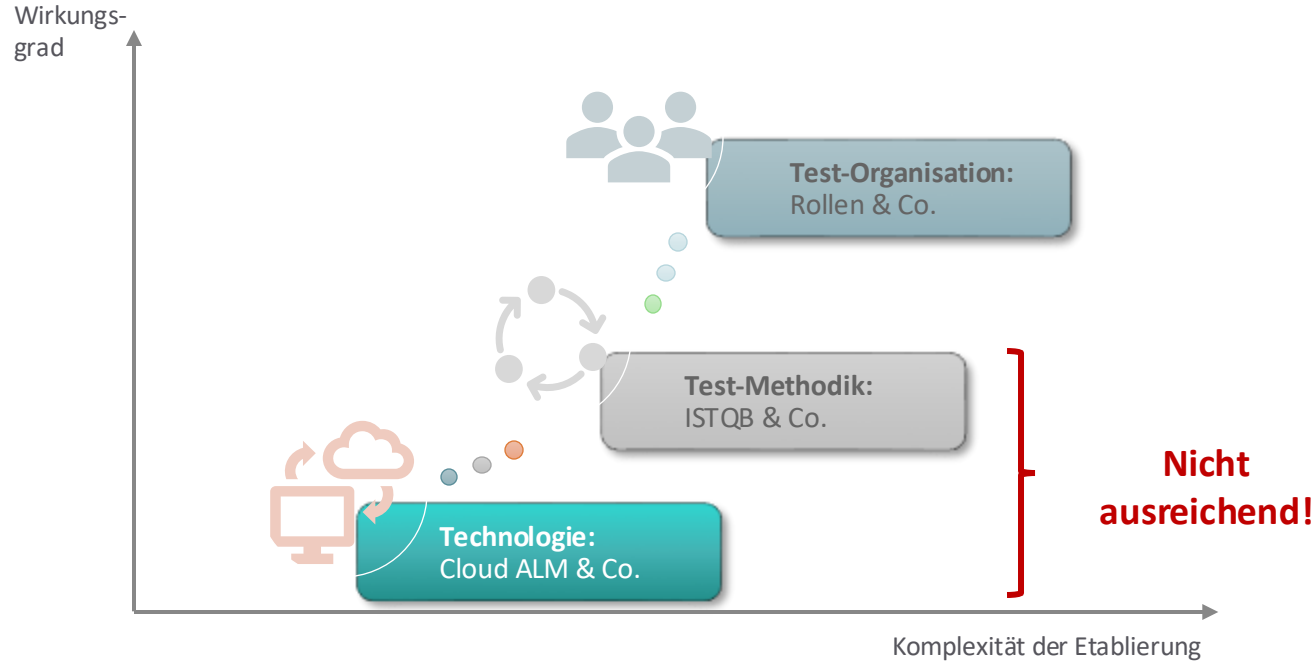 Wirkungs-
grad
Test-Organisation:
Rollen & Co.
Test-Methodik:
ISTQB & Co.
Nicht
ausreichend!
Technologie:
Cloud ALM & Co.
Komplexität der Etablierung